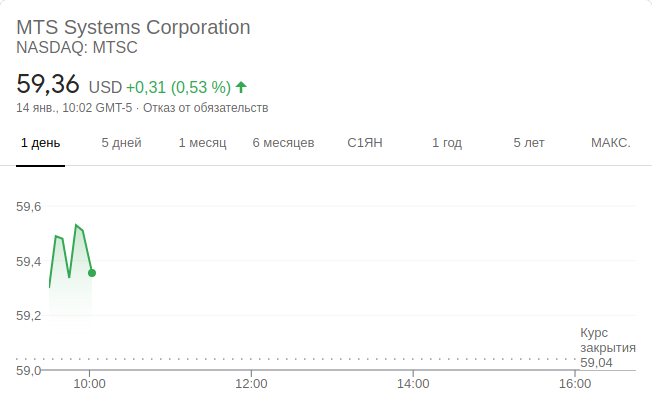 MTS Systems Corporation
NASDAQ: MTSC
59,36 USD +0,31 (0,53 %)
14 янв., 10:02 GMT-5 · Отказ от обязательств
1 день 5 дней 1 месяц 6 месяцев С1ЯН 1 год 5 лет МАКС.
59,6
59,4
59,2
Курс
закрытия
59,04
59,0
10:00 12:00 14:00 16:00